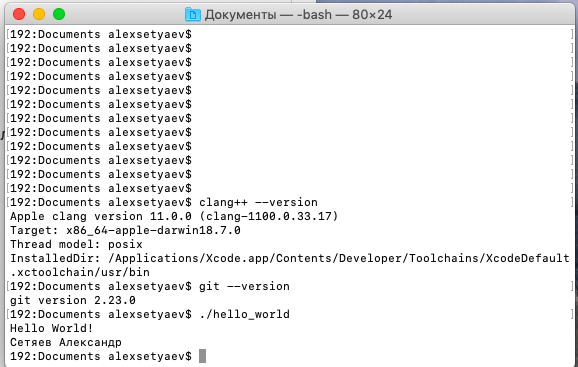 Документы — -bash — 80×24
[192:Documents alexsetyaev$ ]
[192:Documents alexsetyaev$ ]
[192:Documents alexsetyaev$ ]
[192:Documents alexsetyaev$ ]
[192:Documents alexsetyaev$ ]
[192:Documents alexsetyaev$ ]
[192:Documents alexsetyaev$ ]
[192:Documents alexsetyaev$ ]
[192:Documents alexsetyaev$ ]
[192:Documents alexsetyaev$ ]
[192:Documents alexsetyaev$ ]
[192:Documents alexsetyaev$ ]
[192:Documents alexsetyaev$ clang++ --version ]
Apple clang version 11.0.0 (clang-1100.0.33.17)
Target: x86_64-apple-darwin18.7.0
Thread model: posix
InstalledDir: /Applications/Xcode.app/Contents/Developer/Toolchains/XcodeDefault
.xctoolchain/usr/bin
[192:Documents alexsetyaev$ git --version ]
git version 2.23.0
[192:Documents alexsetyaev$ ./hello_world ]
Hello World!
Сетяев Александр
192:Documents alexsetyaev$